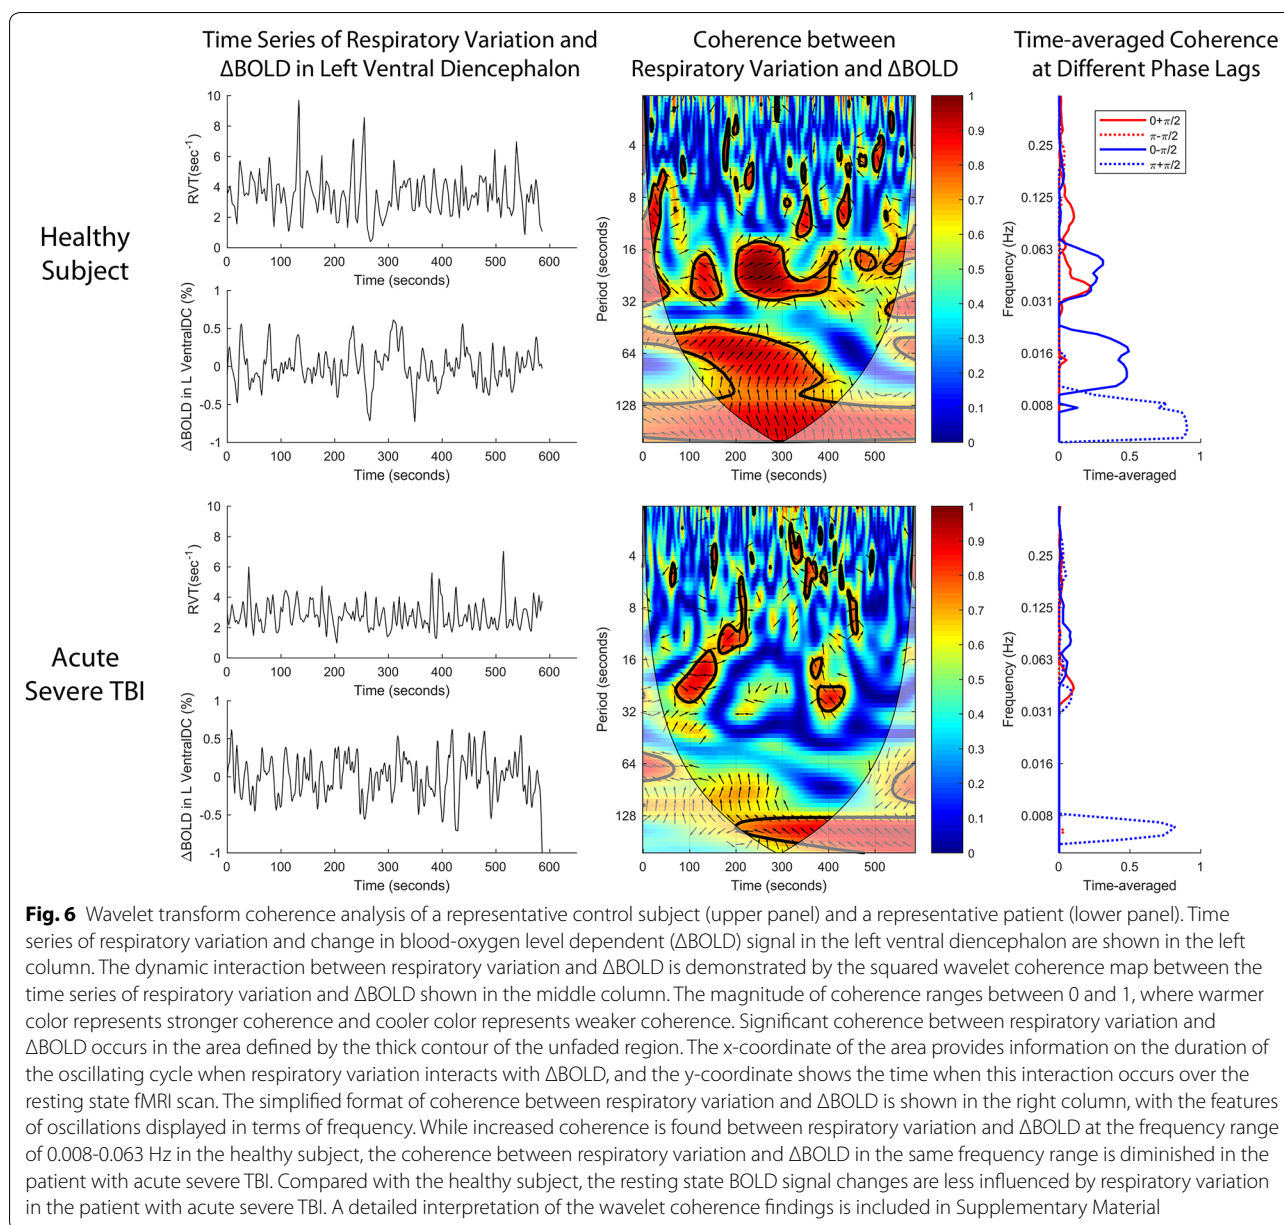 Time Series of Respiratory Variation and
ΔBOLD in Left Ventral Diencephalon
Coherence between
Respiratory Variation and ΔBOLD
Time-averaged Coherence
at Different Phase Lags
Healthy
Subject
RVT(sec⁻¹)
10
8
6
4
2
0
0 100 200 300 400 500 600
Time (seconds)
ΔBOLD in L VentralDC (%)
1
0.5
0
-0.5
-1
0 100 200 300 400 500 600
Time (seconds)
Period (seconds)
4
8
16
32
64
128
0 100 200 300 400 500
Time (seconds)
1
0.9
0.8
0.7
0.6
0.5
0.4
0.3
0.2
0.1
0
0+π/2
π-π/2
0-π/2
π+π/2
Frequency (Hz)
0.25
0.125
0.063
0.031
0.016
0.008
0 0.5 1
Time-averaged
Acute
Severe TBI
RVT(sec⁻¹)
10
8
6
4
2
0
0 100 200 300 400 500 600
Time (seconds)
ΔBOLD in L VentralDC (%)
1
0.5
0
-0.5
-1
0 100 200 300 400 500 600
Time (seconds)
Period (seconds)
4
8
16
32
64
128
0 100 200 300 400 500
Time (seconds)
1
0.9
0.8
0.7
0.6
0.5
0.4
0.3
0.2
0.1
0
Frequency (Hz)
0.25
0.125
0.063
0.031
0.016
0.008
0 0.5 1
Time-averaged
Fig. 6 Wavelet transform coherence analysis of a representative control subject (upper panel) and a representative patient (lower panel). Time
series of respiratory variation and change in blood-oxygen level dependent (ΔBOLD) signal in the left ventral diencephalon are shown in the left
column. The dynamic interaction between respiratory variation and ΔBOLD is demonstrated by the squared wavelet coherence map between the
time series of respiratory variation and ΔBOLD shown in the middle column. The magnitude of coherence ranges between 0 and 1, where warmer
color represents stronger coherence and cooler color represents weaker coherence. Significant coherence between respiratory variation and
ΔBOLD occurs in the area defined by the thick contour of the unfaded region. The x-coordinate of the area provides information on the duration of
the oscillating cycle when respiratory variation interacts with ΔBOLD, and the y-coordinate shows the time when this interaction occurs over the
resting state fMRI scan. The simplified format of coherence between respiratory variation and ΔBOLD is shown in the right column, with the features
of oscillations displayed in terms of frequency. While increased coherence is found between respiratory variation and ΔBOLD at the frequency range
of 0.008-0.063 Hz in the healthy subject, the coherence between respiratory variation and ΔBOLD in the same frequency range is diminished in the
patient with acute severe TBI. Compared with the healthy subject, the resting state BOLD signal changes are less influenced by respiratory variation
in the patient with acute severe TBI. A detailed interpretation of the wavelet coherence findings is included in Supplementary Material